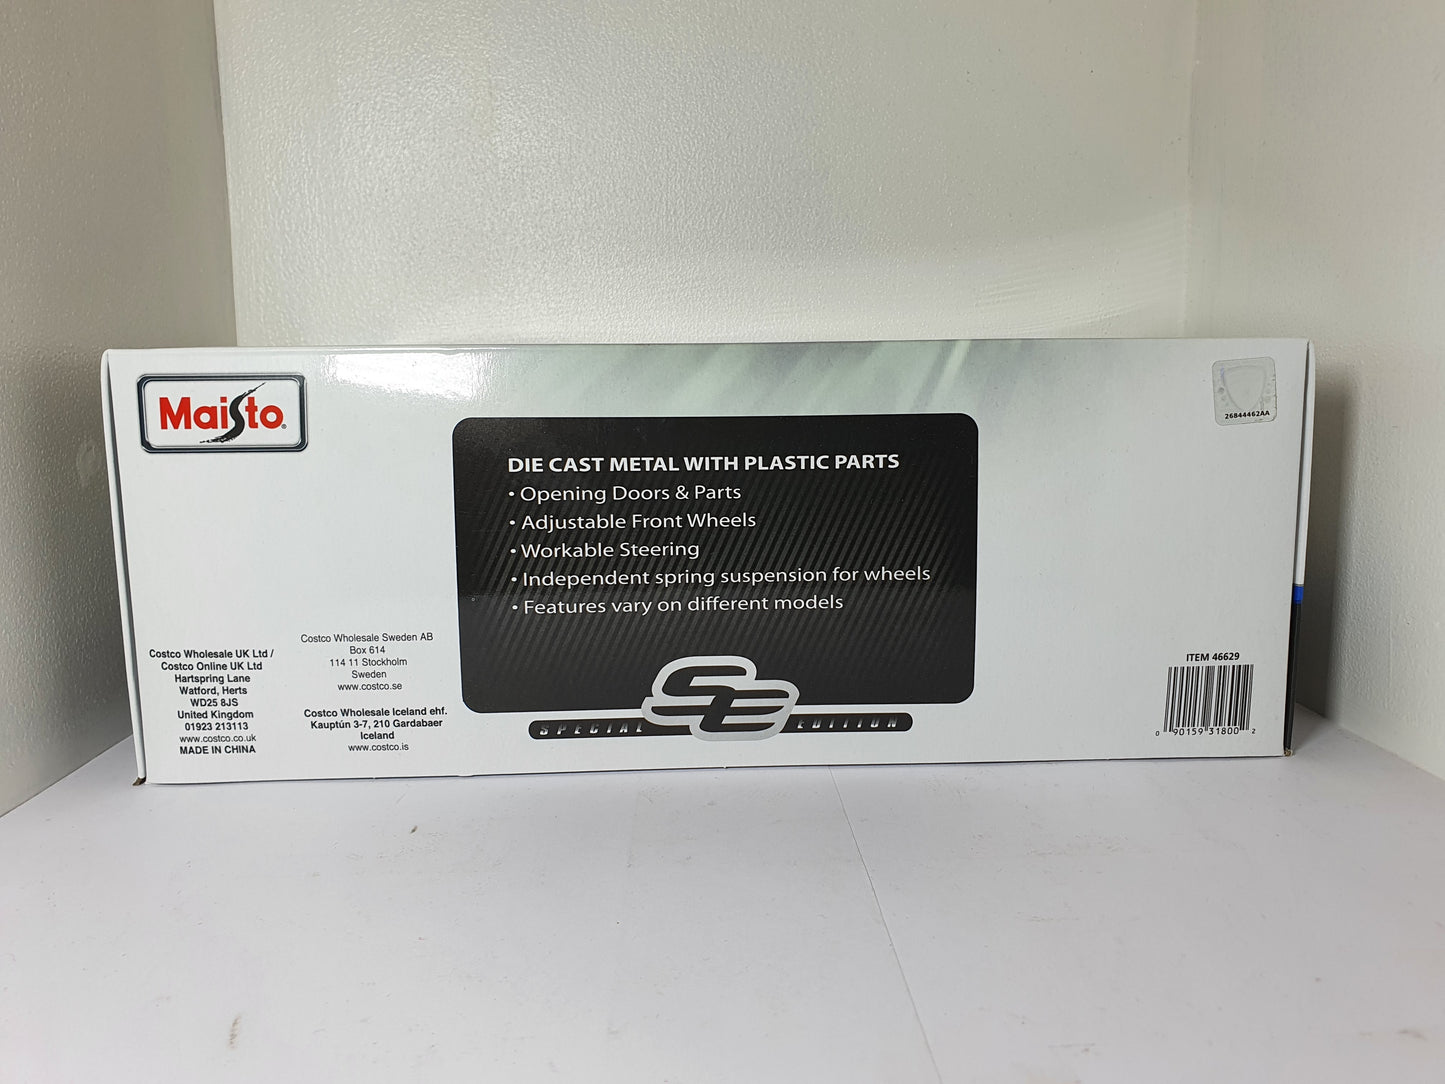 Maisto®
26844462AA
DIE CAST METAL WITH PLASTIC PARTS
• Opening Doors & Parts
• Adjustable Front Wheels
• Workable Steering
• Independent spring suspension for wheels
• Features vary on different models
SE
SPECIAL EDITION
Costco Wholesale UK Ltd /
Costco Online UK Ltd
Hartspring Lane
Watford, Herts
WD25 8JS
United Kingdom
01923 213113
www.costco.co.uk
MADE IN CHINA
Costco Wholesale Sweden AB
Box 614
114 11 Stockholm
Sweden
www.costco.se
Costco Wholesale Iceland ehf.
Kauptún 3-7, 210 Gardabaer
Iceland
www.costco.is
ITEM 46629
0 90159 31800 2